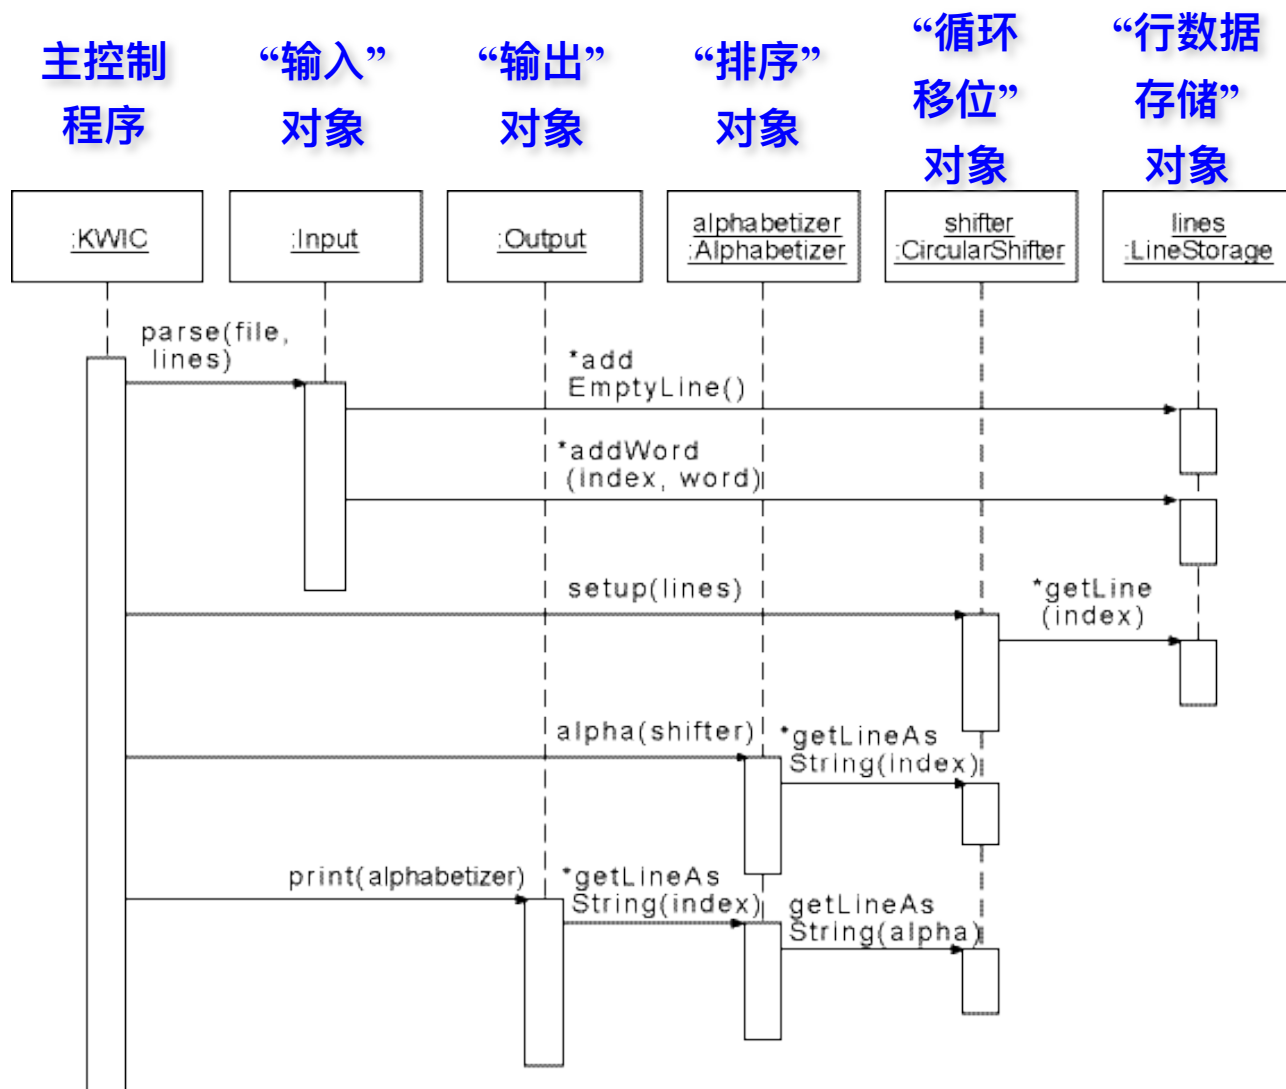 主控制
程序
“输入”
对象
“输出”
对象
“排序”
对象
“循环
移位”
对象
“行数据
存储”
对象
:KWIC
:Input
:Output
alphabetizer
:Alphabetizer
shifter
:CircularShifter
lines
:LineStorage
parse(file,
lines)
*add
EmptyLine()
*addWord
(index, word)
setup(lines)
*getLine
(index)
alpha(shifter)
*getLineAs
String(index)
print(alphabetizer)
*getLineAs
String(index)
getLineAs
String(alpha)